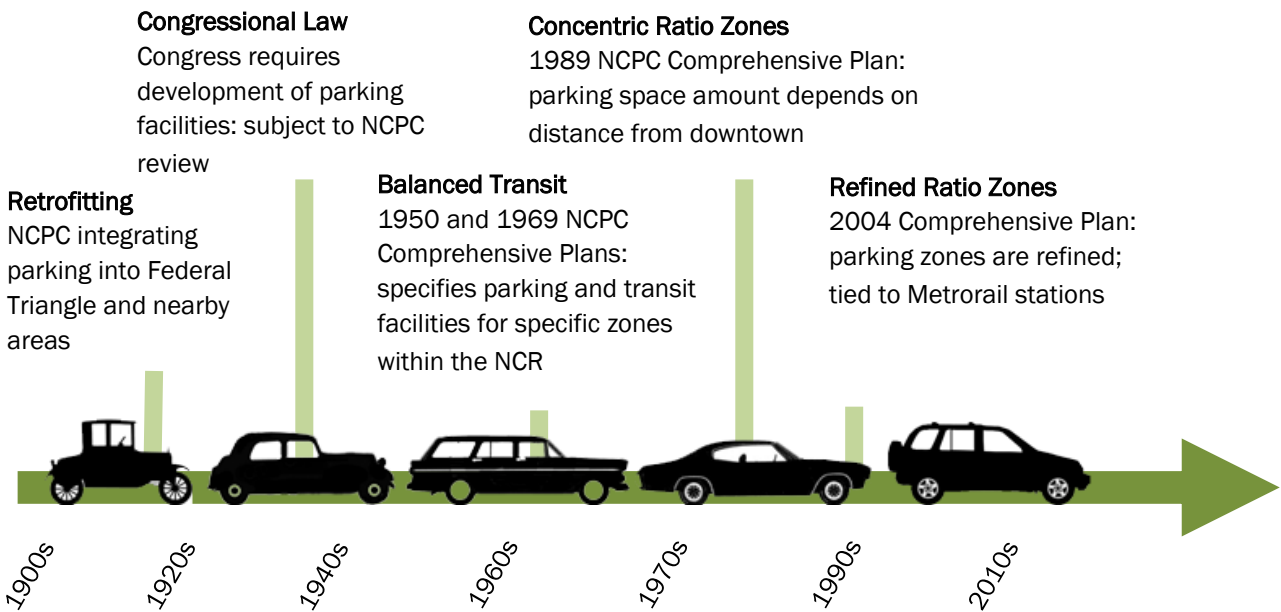 Congressional Law
Congress requires
development of parking
facilities: subject to NCPC
review
Concentric Ratio Zones
1989 NCPC Comprehensive Plan:
parking space amount depends on
distance from downtown
Retrofitting
NCPC integrating
parking into Federal
Triangle and nearby
areas
Balanced Transit
1950 and 1969 NCPC
Comprehensive Plans:
specifies parking and transit
facilities for specific zones
within the NCR
Refined Ratio Zones
2004 Comprehensive Plan:
parking zones are refined;
tied to Metrorail stations
1900s
1920s
1940s
1960s
1970s
1990s
2010s